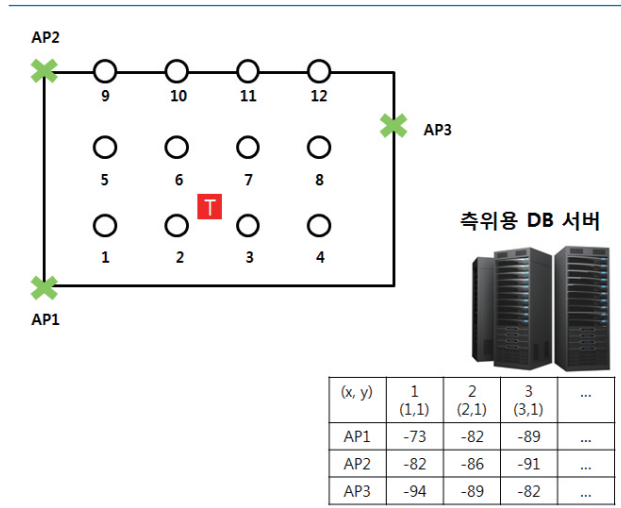 AP2
9 10 11 12
AP3
5 6 7 8
T
1 2 3 4
AP1
측위용 DB 서버
(x, y) 1 2 3 ...
(1,1) (2,1) (3,1)
AP1 -73 -82 -89 ...
AP2 -82 -86 -91 ...
AP3 -94 -89 -82 ...